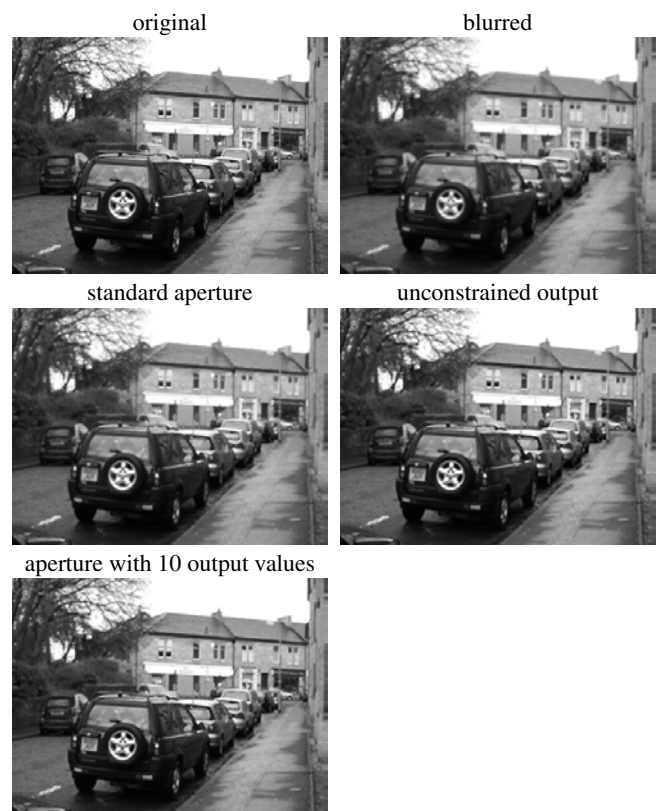 original
blurred
standard aperture
unconstrained output
aperture with 10 output values